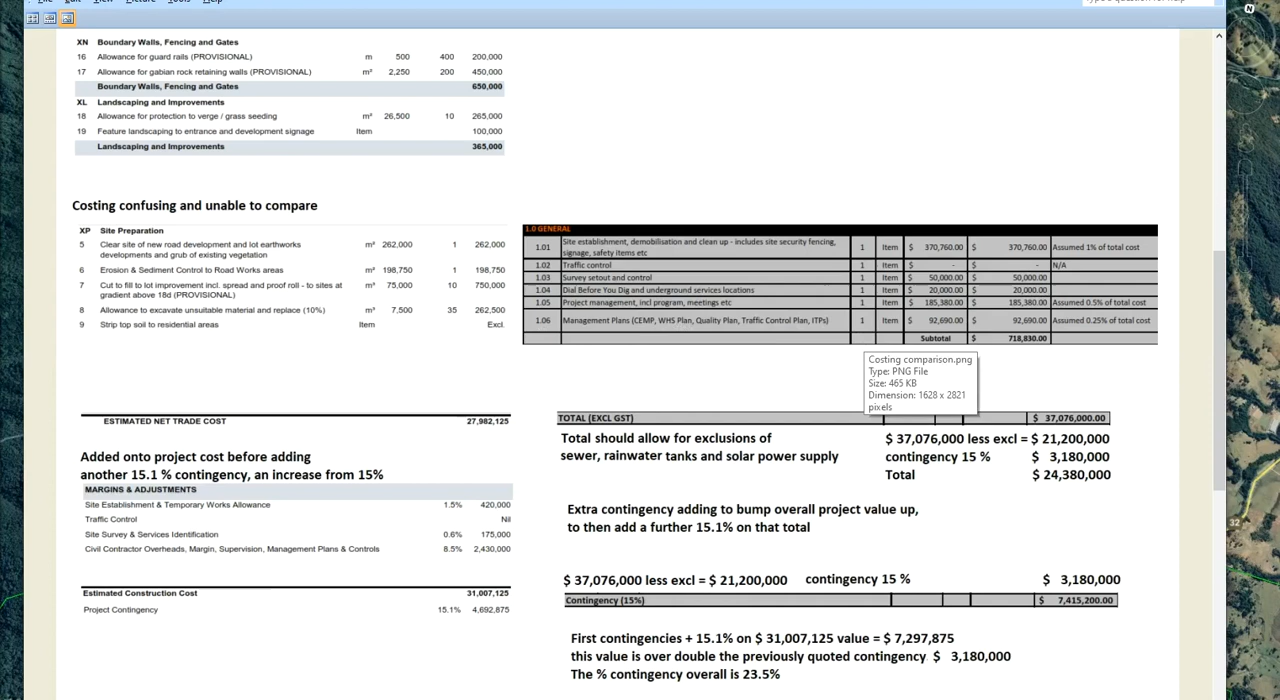 XN Boundary Walls, Fencing and Gates
16 Allowance for guard rails (PROVISIONAL) m 500 400 200,000
17 Allowance for gabian rock retaining walls (PROVISIONAL) m² 2,250 200 450,000
Boundary Walls, Fencing and Gates 650,000
XL Landscaping and Improvements
18 Allowance for protection to verge / grass seeding m² 26,500 10 265,000
19 Feature landscaping to entrance and development signage Item 100,000
Landscaping and Improvements 365,000
Costing confusing and unable to compare
XP Site Preparation
5 Clear site of new road development and lot earthworks m² 262,000 1 262,000
developments and grub of existing vegetation
6 Erosion & Sediment Control to Road Works areas m² 198,750 1 198,750
7 Cut to fill to lot improvement incl. spread and proof roll - to sites at m³ 75,000 10 750,000
gradient above 18d (PROVISIONAL)
8 Allowance to excavate unsuitable material and replace (10%) m³ 7,500 35 262,500
9 Strip top soil to residential areas Item Excl.
1.0 GENERAL
1.01 Site establishment, demobilisation and clean up - includes site security fencing, signage, safety items etc 1 Item $ 370,760.00 $ 370,760.00 Assumed 1% of total cost
1.02 Traffic control 1 Item $ - $ - N/A
1.03 Survey setout and control 1 Item $ 50,000.00 $ 50,000.00
1.04 Dial Before You Dig and underground services locations 1 Item $ 20,000.00 $ 20,000.00
1.05 Project management, incl program, meetings etc 1 Item $ 185,380.00 $ 185,380.00 Assumed 0.5% of total cost
1.06 Management Plans (CEMP, WHS Plan, Quality Plan, Traffic Control Plan, ITPs) 1 Item $ 92,690.00 $ 92,690.00 Assumed 0.25% of total cost
Subtotal $ 718,830.00
Costing comparison.png
Type: PNG File
Size: 465 KB
Dimension: 1628 x 2821
pixels
ESTIMATED NET TRADE COST 27,982,125
TOTAL (EXCL GST) $ 37,076,000.00
Total should allow for exclusions of
sewer, rainwater tanks and solar power supply
$ 37,076,000 less excl = $ 21,200,000
contingency 15 % $ 3,180,000
Total $ 24,380,000
Added onto project cost before adding
another 15.1 % contingency, an increase from 15%
MARGINS & ADJUSTMENTS
Site Establishment & Temporary Works Allowance 1.5% 420,000
Traffic Control Nil
Site Survey & Services Identification 0.6% 175,000
Civil Contractor Overheads, Margin, Supervision, Management Plans & Controls 8.5% 2,430,000
Extra contingency adding to bump overall project value up,
to then add a further 15.1% on that total
Estimated Construction Cost 31,007,125
Project Contingency 15.1% 4,692,875
$ 37,076,000 less excl = $ 21,200,000 contingency 15 % $ 3,180,000
Contingency (15%) $ 7,415,200.00
First contingencies + 15.1% on $ 31,007,125 value = $ 7,297,875
this value is over double the previously quoted contingency $ 3,180,000
The % contingency overall is 23.5%
N
32